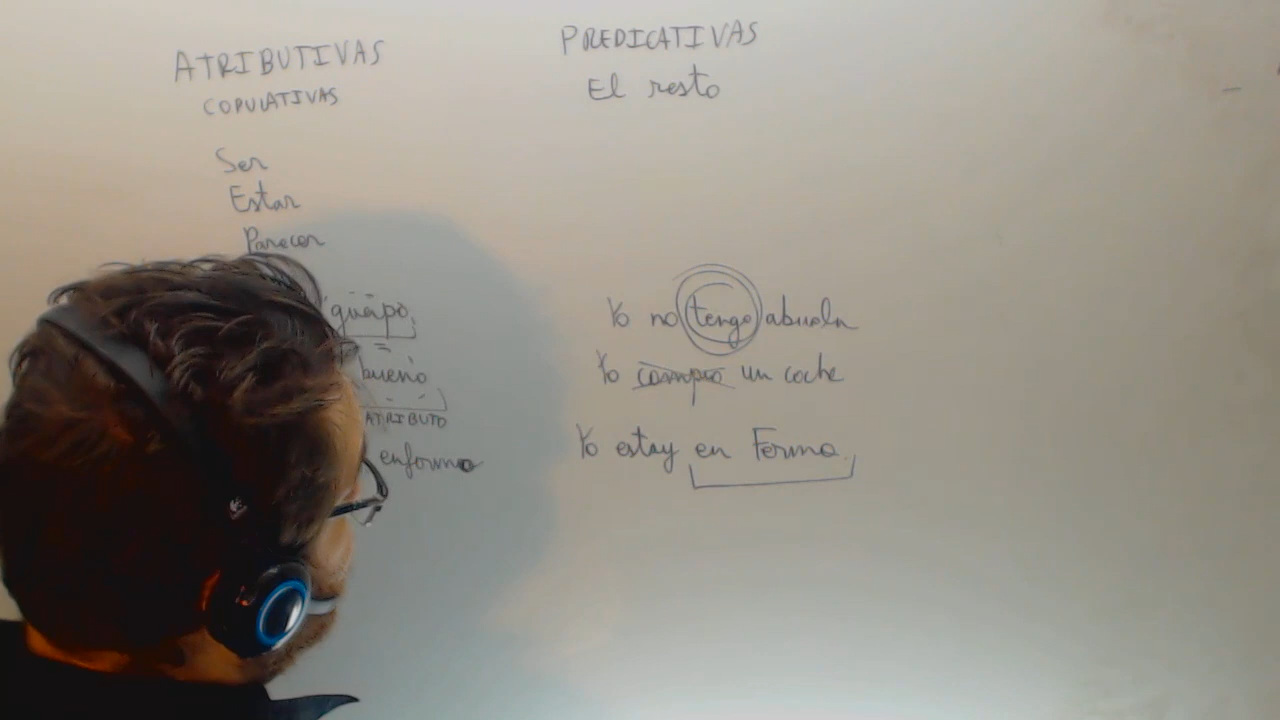 ATRIBUTIVAS
COPULATIVAS
Ser
Estar
Parecer
guapo
bueno
ATRIBUTO
enformo
PREDICATIVAS
El resto
Yo no tengo abuela
Yo compro un coche
Yo estoy en Forma.